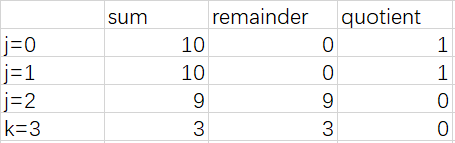 sum remainder quotient
j=0 10 0 1
j=1 10 0 1
j=2 9 9 0
k=3 3 3 0